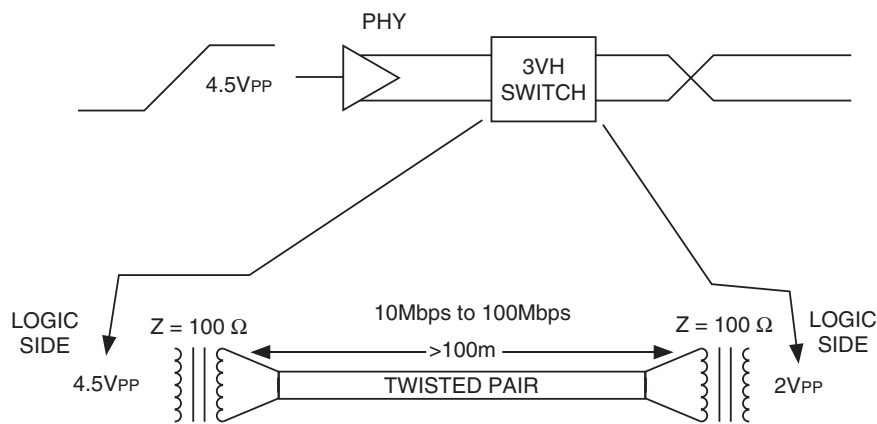 PHY
4.5VPP
3VH
SWITCH
10Mbps to 100Mbps
LOGIC
SIDE
Z = 100 Ω
Z = 100 Ω
LOGIC
SIDE
>100m
4.5VPP
TWISTED PAIR
2VPP